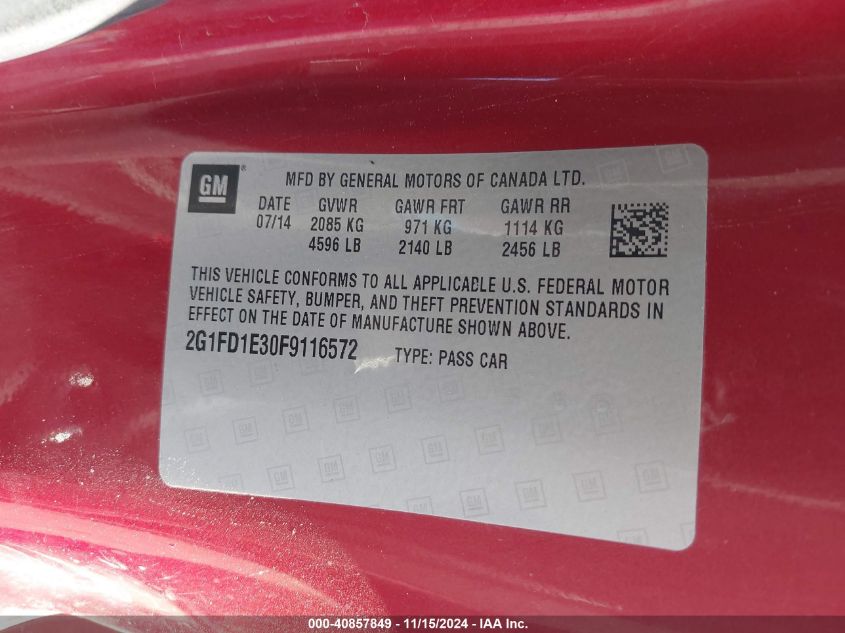 GM ® MFD BY GENERAL MOTORS OF CANADA LTD.
DATE GVWR GAWR FRT GAWR RR
07/14 2085 KG 971 KG 1114 KG
4596 LB 2140 LB 2456 LB
THIS VEHICLE CONFORMS TO ALL APPLICABLE U.S. FEDERAL MOTOR
VEHICLE SAFETY, BUMPER, AND THEFT PREVENTION STANDARDS IN
EFFECT ON THE DATE OF MANUFACTURE SHOWN ABOVE.
2G1FD1E30F9116572 TYPE: PASS CAR
000-40857849 - 11/15/2024 - IAA Inc.